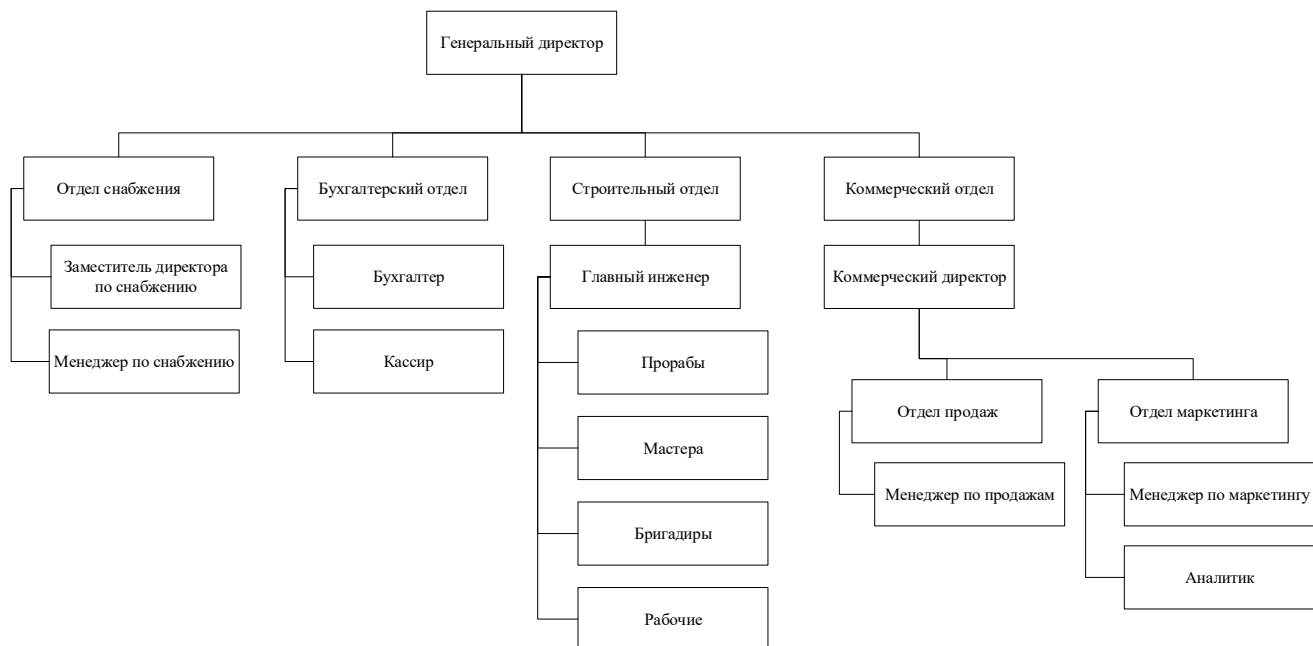 Генеральный директор
Отдел снабжения
Бухгалтерский отдел
Строительный отдел
Коммерческий отдел
Заместитель директора
по снабжению
Бухгалтер
Главный инженер
Коммерческий директор
Менеджер по снабжению
Кассир
Прорабы
Отдел продаж
Отдел маркетинга
Мастера
Менеджер по продажам
Менеджер по маркетингу
Бригадиры
Аналитик
Рабочие